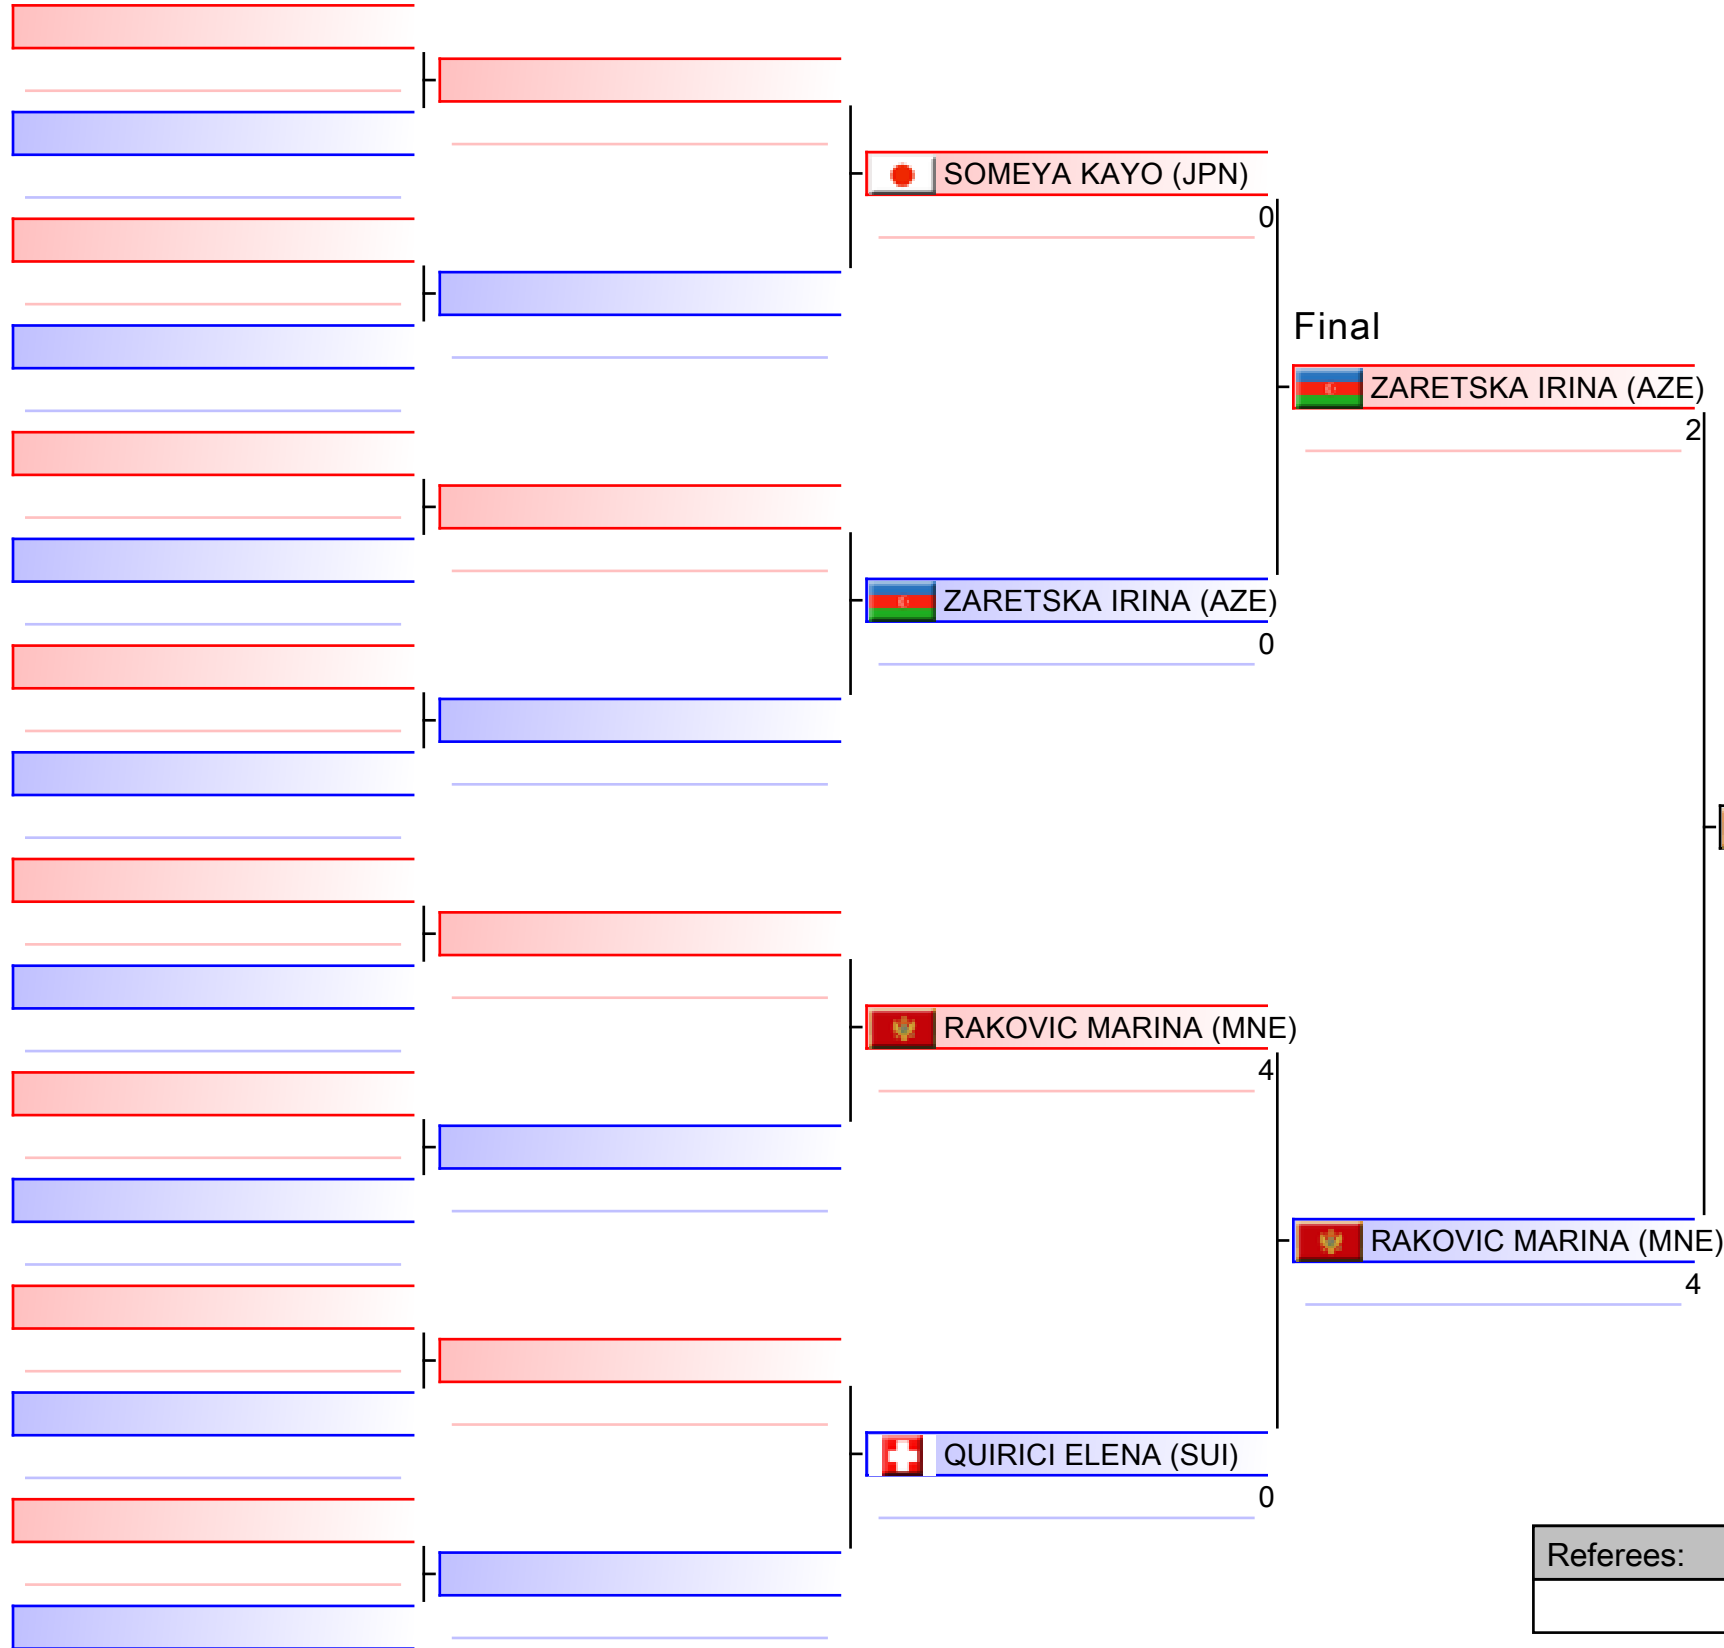 SOMEYA KAYO (JPN)
0
Final
ZARETSKA IRINA (AZE)
2
ZARETSKA IRINA (AZE)
0
RAKOVIC MARINA (MNE)
4
RAKOVIC MARINA (MNE)
4
QUIRICI ELENA (SUI)
0
Referees: